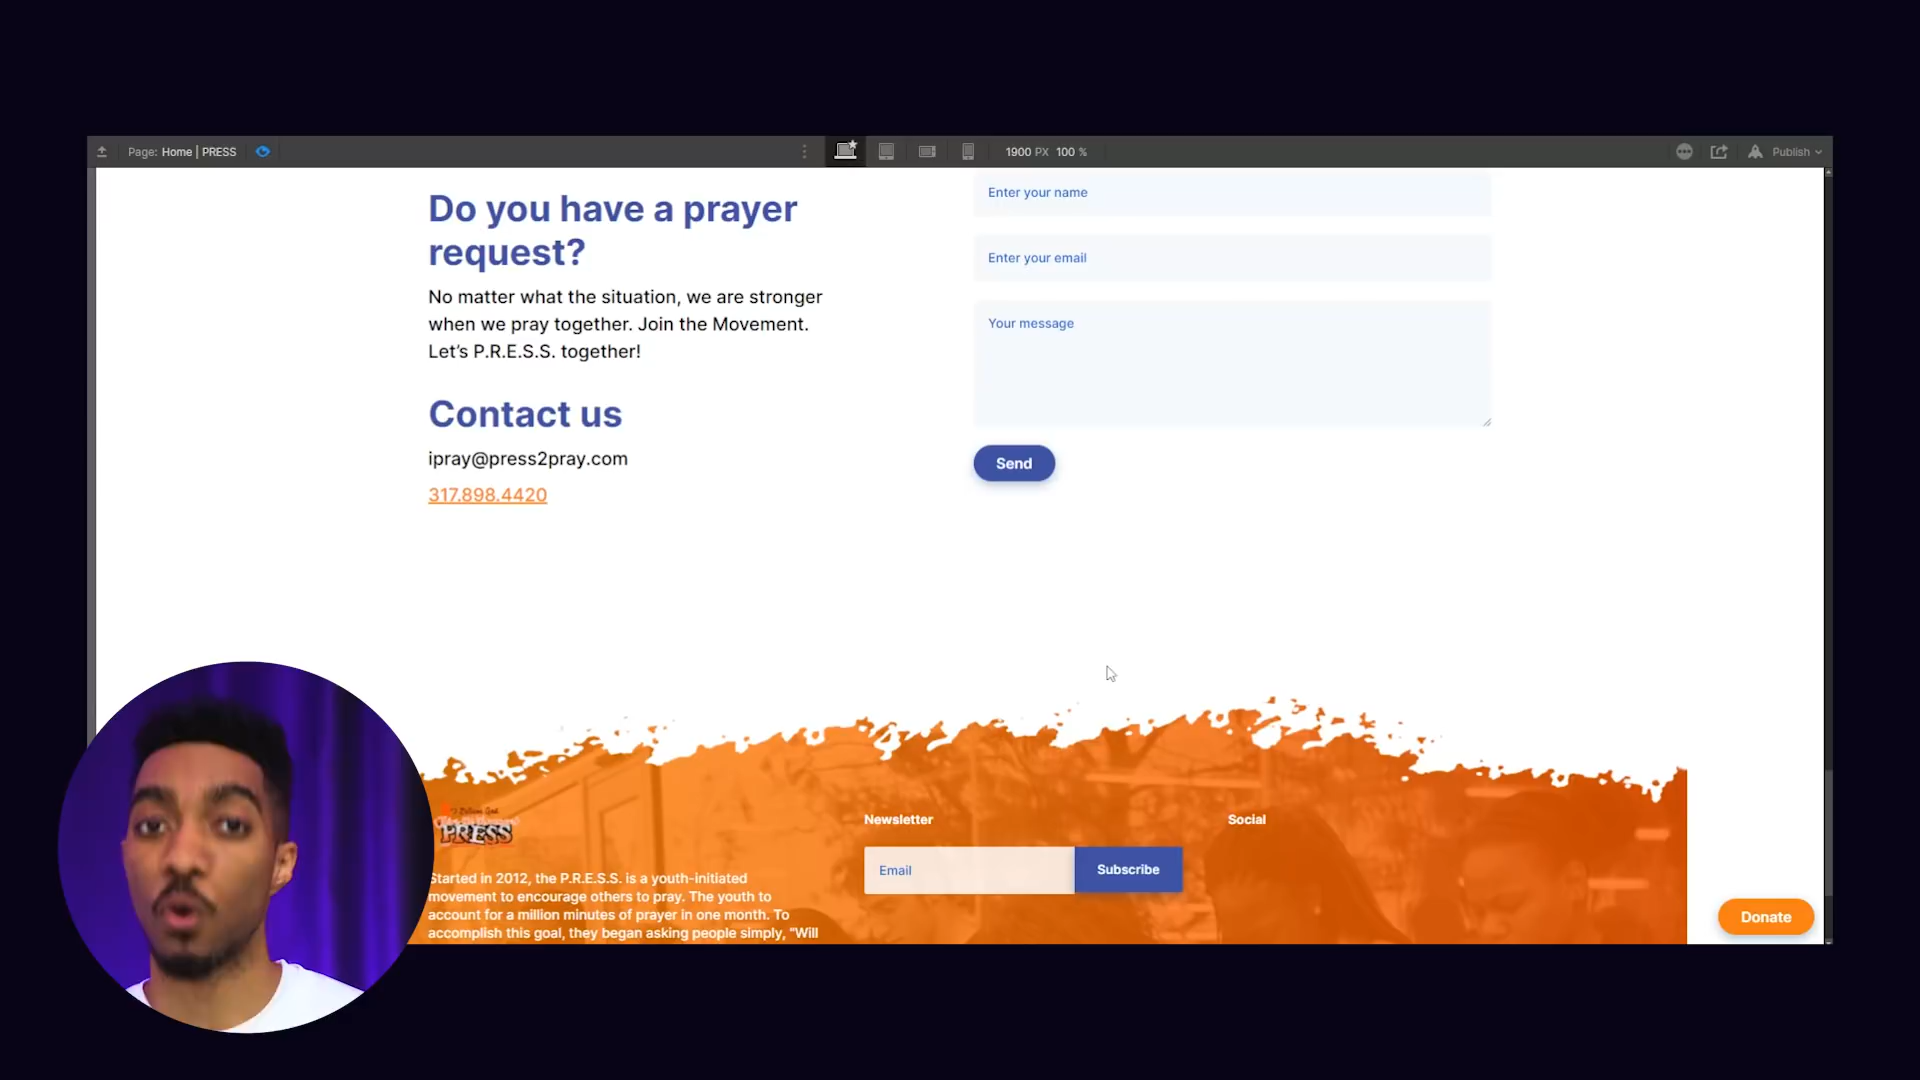 Page: Home | PRESS
1900 PX 100 %
Publish
Do you have a prayer
request?
No matter what the situation, we are stronger
when we pray together. Join the Movement.
Let’s P.R.E.S.S. together!
Contact us
ipray@press2pray.com
317.898.4420
Enter your name
Enter your email
Your message
Send
PRESS
Started in 2012, the P.R.E.S.S. is a youth-initiated
movement to encourage others to pray. The youth to
account for a million minutes of prayer in one month. To
accomplish this goal, they began asking people simply, “Will
Newsletter
Email
Subscribe
Social
Donate